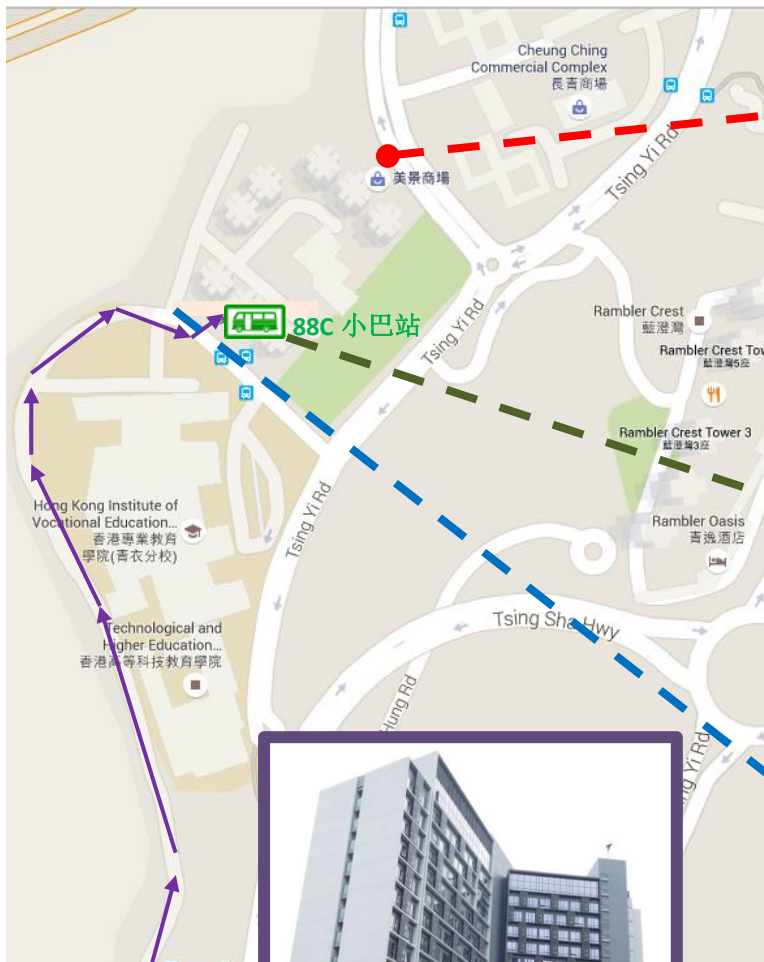 Cheung Ching
Commercial Complex
長青商場
Tsing Yi Rd
美景商場
88C 小巴站
Tsing Yi Rd
Rambler Crest
藍澄灣
Rambler Crest Tow
藍澄灣5座
Rambler Crest Tower 3
藍澄灣3座
Hong Kong Institute of
Vocational Education...
香港專業教育
學院(青衣分校)
Tsing Yi Rd
Rambler Oasis
青逸酒店
Tsing Sha Hwy
Technological and
Higher Education...
香港高等科技教育學院
Hung Rd
ng Yi Rd